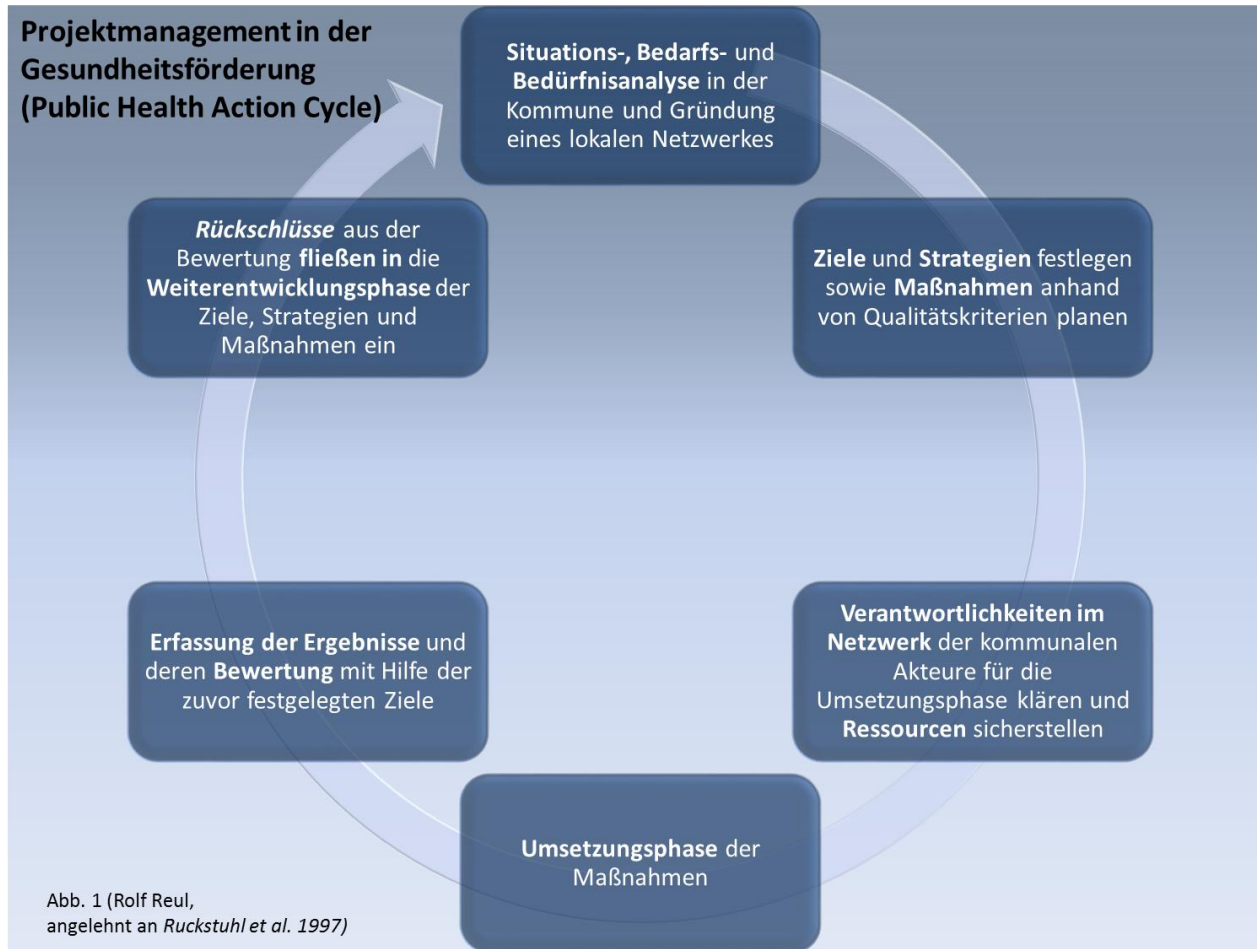 Projektmanagement in der
Gesundheitsförderung
(Public Health Action Cycle)
Situations-, Bedarfs- und
Bedürfnisanalyse in der
Kommune und Gründung
eines lokalen Netzwerkes
Ziele und Strategien festlegen
sowie Maßnahmen anhand
von Qualitätskriterien planen
Verantwortlichkeiten im
Netzwerk der kommunalen
Akteure für die
Umsetzungsphase klären und
Ressourcen sicherstellen
Umsetzungsphase der
Maßnahmen
Erfassung der Ergebnisse und
deren Bewertung mit Hilfe der
zuvor festgelegten Ziele
Rückschlüsse aus der
Bewertung fließen in die
Weiterentwicklungsphase der
Ziele, Strategien und
Maßnahmen ein
Abb. 1 (Rolf Reul,
angelehnt an Ruckstuhl et al. 1997)